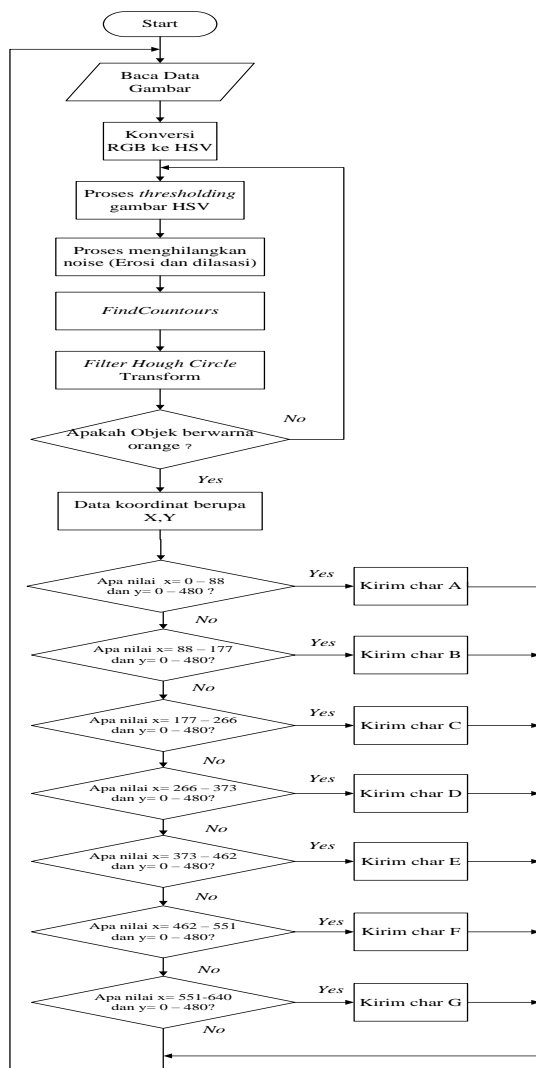 Start
Baca Data
Gambar
Konversi
RGB ke HSV
Proses thresholding
gambar HSV
Proses menghilangkan
noise (Erosi dan dilasasi)
FindCountours
Filter Hough Circle
Transform
No
Apakah Objek berwarna
orange ?
Yes
Data koordinat berupa
X,Y
Apa nilai x= 0 – 88
dan y= 0 – 480 ?
Yes
Kirim char A
No
Apa nilai x= 88 – 177
dan y= 0 – 480?
Yes
Kirim char B
No
Apa nilai x= 177 – 266
dan y= 0 – 480?
Yes
Kirim char C
No
Apa nilai x= 266 – 373
dan y= 0 – 480?
Yes
Kirim char D
No
Apa nilai x= 373 – 462
dan y= 0 – 480?
Yes
Kirim char E
No
Apa nilai x= 462 – 551
dan y= 0 – 480?
Yes
Kirim char F
No
Apa nilai x= 551-640
dan y= 0 – 480?
Yes
Kirim char G
No